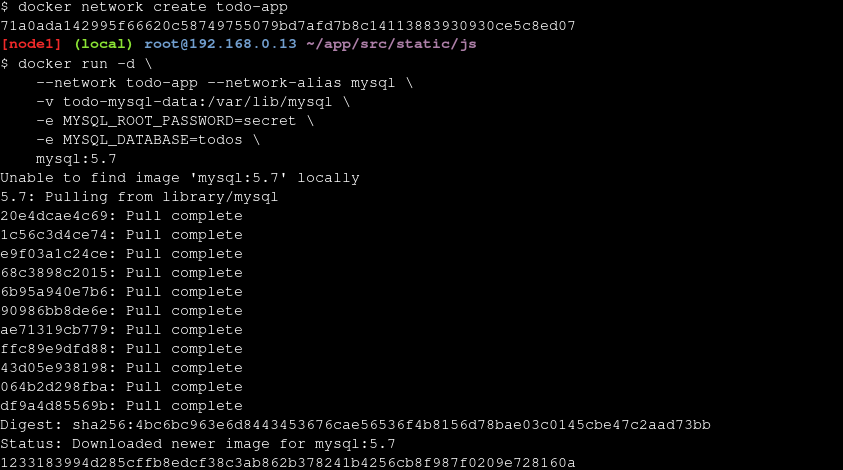 $ docker network create todo-app
71a0ada142995f66620c58749755079bd7afd7b8c14113883930930ce5c8ed07
[node1] (local) root@192.168.0.13 ~/app/src/static/js
$ docker run -d \
    --network todo-app --network-alias mysql \
    -v todo-mysql-data:/var/lib/mysql \
    -e MYSQL_ROOT_PASSWORD=secret \
    -e MYSQL_DATABASE=todos \
    mysql:5.7
Unable to find image 'mysql:5.7' locally
5.7: Pulling from library/mysql
20e4dcae4c69: Pull complete
1c56c3d4ce74: Pull complete
e9f03a1c24ce: Pull complete
68c3898c2015: Pull complete
6b95a940e7b6: Pull complete
90986bb8de6e: Pull complete
ae71319cb779: Pull complete
ffc89e9dfd88: Pull complete
43d05e938198: Pull complete
064b2d298fba: Pull complete
df9a4d85569b: Pull complete
Digest: sha256:4bc6bc963e6d8443453676cae56536f4b8156d78bae03c0145cbe47c2aad73bb
Status: Downloaded newer image for mysql:5.7
1233183994d285cffb8edcf38c3ab862b378241b4256cb8f987f0209e728160a